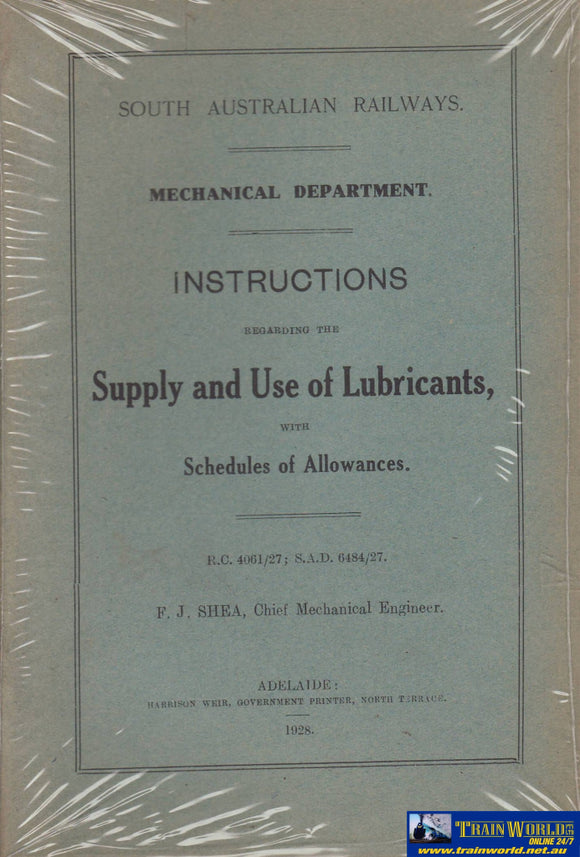 SOUTH AUSTRALIAN RAILWAYS.
MECHANICAL DEPARTMENT.
INSTRUCTIONS
REGARDING THE
Supply and Use of Lubricants,
WITH
Schedules of Allowances.
R.C. 4061/27; S.A.D. 6484/27.
F. J. SHEA, Chief Mechanical Engineer.
ADELAIDE:
HARRISON WEIR, GOVERNMENT PRINTER, NORTH TERRACE.
1928.
TRAIN WORLD
ONLINE 24/7
www.trainworld.net.au